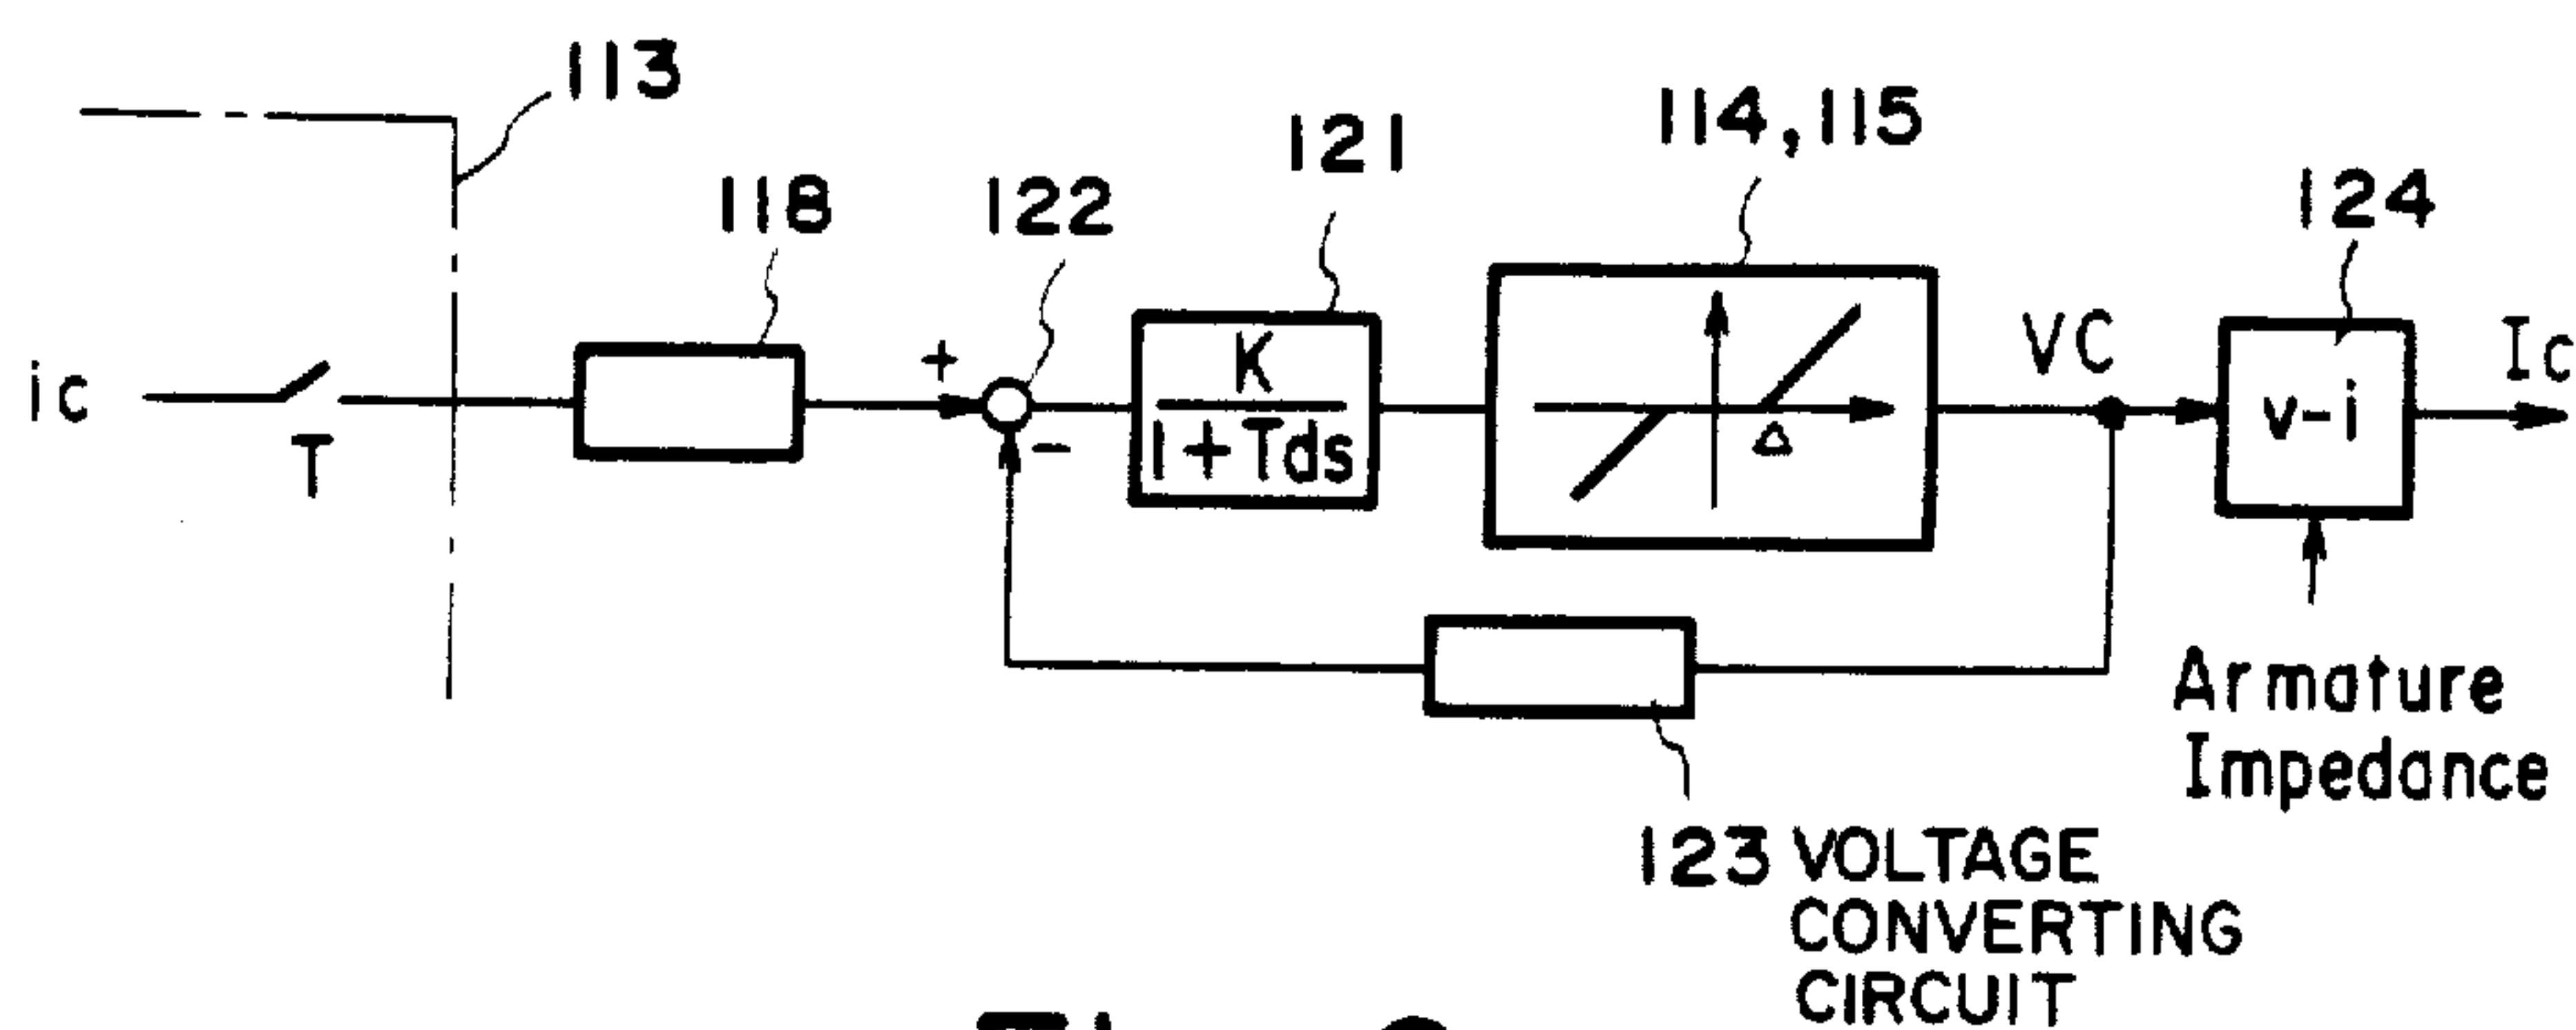 113
118
122
121
114,115
124
ic
T
+
-
K
1+Tds
Δ
VC
v-i
Ic
Armature
Impedance
123 VOLTAGE
CONVERTING
CIRCUIT